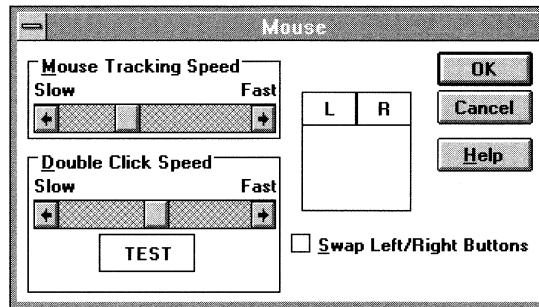 Mouse
Mouse Tracking Speed
Slow Fast
Double Click Speed
Slow Fast
TEST
L R
Swap Left/Right Buttons
OK
Cancel
Help